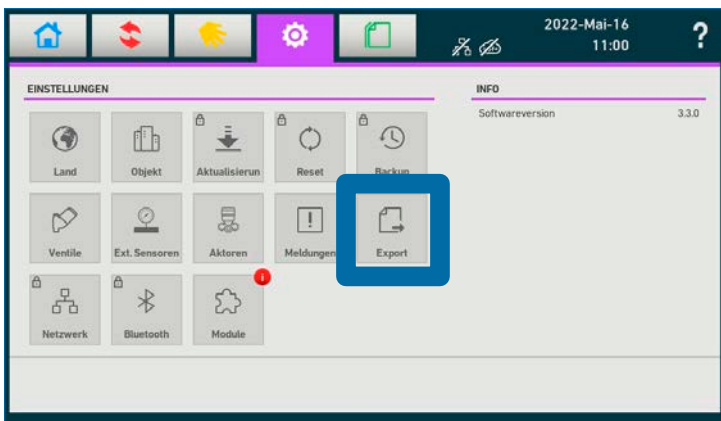 2022-Mai-16
11:00
?
EINSTELLUNGEN
INFO
Softwareversion 3.3.0
Land Objekt Aktualisierun Reset Backup
Ventile Ext. Sensoren Aktoren Meldungen Export
Netzwerk Bluetooth Module